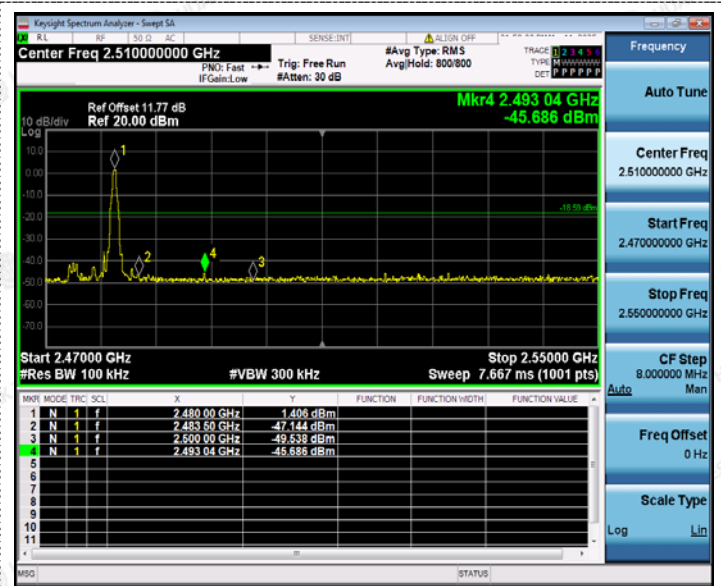 Keysight Spectrum Analyzer - Swept SA
RL RF 50 Ω AC SENSE:INT ALIGN OFF
Center Freq 2.510000000 GHz
PNO: Fast
IFGain:Low
Trig: Free Run
#Atten: 30 dB
#Avg Type: RMS
Avg|Hold: 800/800
TRACE 1 2 3 4 5 6
TYPE M
DET P P P P P P
Mkr4 2.493 04 GHz
-45.686 dBm
Ref Offset 11.77 dB
10 dB/div Ref 20.00 dBm
Log
10.0
0.00
-10.0
-20.0
-30.0
-40.0
-50.0
-60.0
-70.0
1
2
4
3
Start 2.47000 GHz Stop 2.55000 GHz
#Res BW 100 kHz #VBW 300 kHz Sweep 7.667 ms (1001 pts)
MKR MODE TRC SCL X Y FUNCTION FUNCTION WIDTH FUNCTION VALUE
1 N 1 f 2.480 00 GHz 1.406 dBm
2 N 1 f 2.483 50 GHz -47.144 dBm
3 N 1 f 2.500 00 GHz -49.538 dBm
4 N 1 f 2.493 04 GHz -45.686 dBm
5
6
7
8
9
10
11
MSG STATUS
Frequency
Auto Tune
Center Freq
2.510000000 GHz
Start Freq
2.470000000 GHz
Stop Freq
2.550000000 GHz
CF Step
8.000000 MHz
Auto Man
Freq Offset
0 Hz
Scale Type
Log Lin